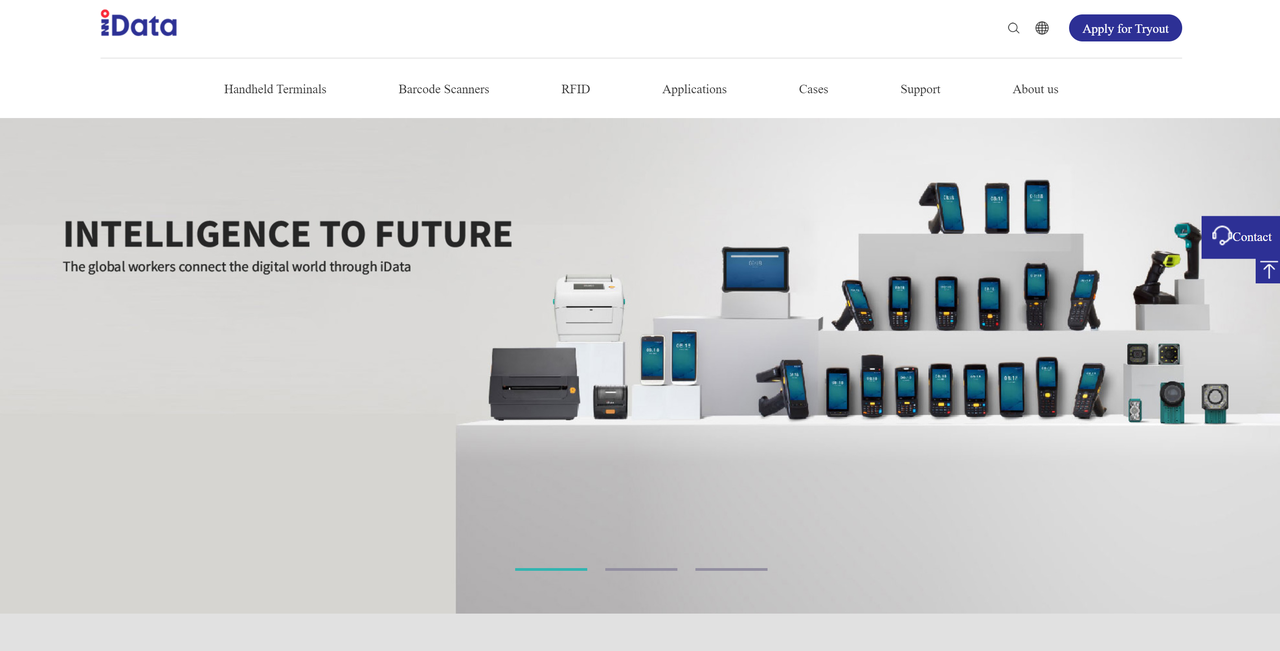 iData
Apply for Tryout
Handheld Terminals
Barcode Scanners
RFID
Applications
Cases
Support
About us
INTELLIGENCE TO FUTURE
The global workers connect the digital world through iData
Contact